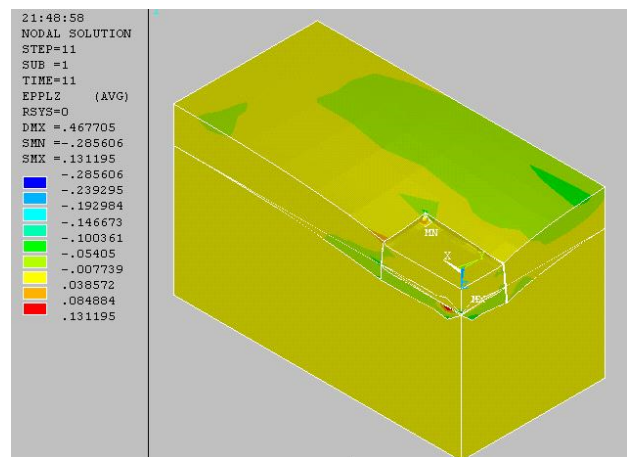 21:48:58
NODAL SOLUTION
STEP=11
SUB =1
TIME=11
EPPLZ (AVG)
RSYS=0
DMX =.467705
SMN =-.285606
SMX =.131195
-.285606
-.239295
-.192984
-.146673
-.100361
-.05405
-.007739
.038572
.084884
.131195
MN
X
MX